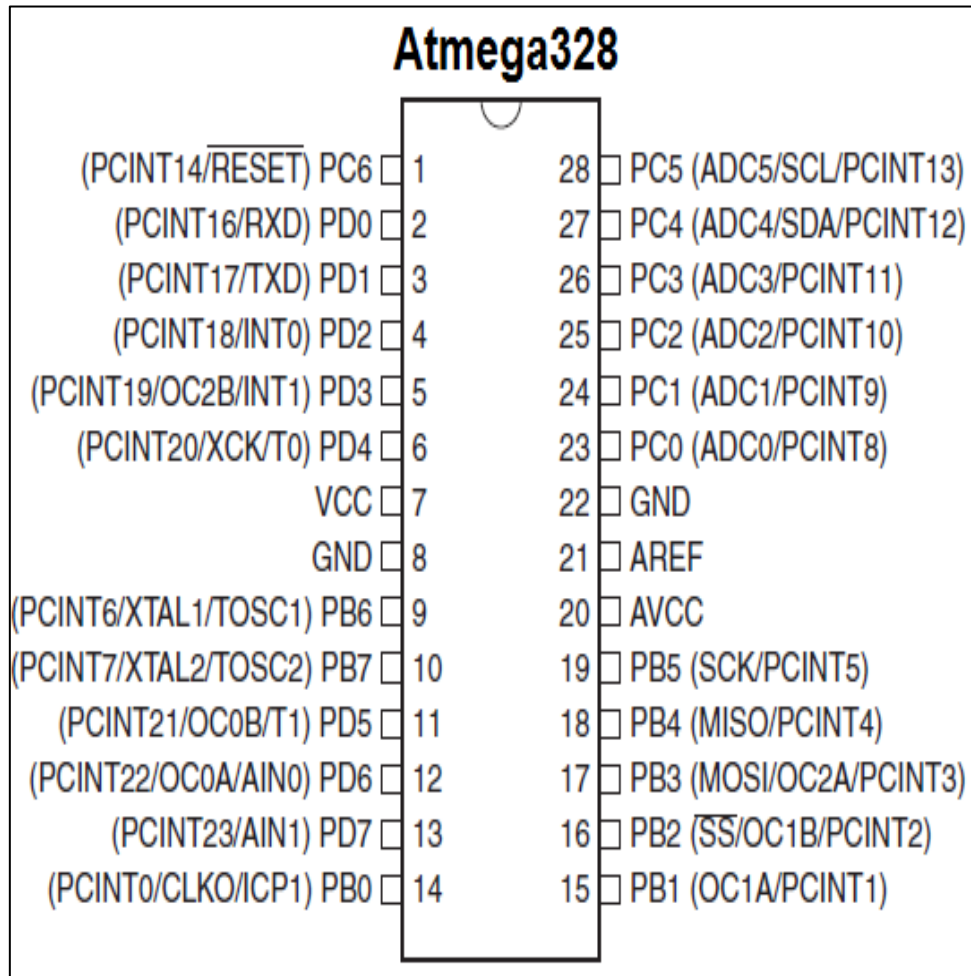 Atmega328
(PCINT14/RESET) PC6 1 28 PC5 (ADC5/SCL/PCINT13)
(PCINT16/RXD) PD0 2 27 PC4 (ADC4/SDA/PCINT12)
(PCINT17/TXD) PD1 3 26 PC3 (ADC3/PCINT11)
(PCINT18/INT0) PD2 4 25 PC2 (ADC2/PCINT10)
(PCINT19/OC2B/INT1) PD3 5 24 PC1 (ADC1/PCINT9)
(PCINT20/XCK/T0) PD4 6 23 PC0 (ADC0/PCINT8)
VCC 7 22 GND
GND 8 21 AREF
(PCINT6/XTAL1/TOSC1) PB6 9 20 AVCC
(PCINT7/XTAL2/TOSC2) PB7 10 19 PB5 (SCK/PCINT5)
(PCINT21/OC0B/T1) PD5 11 18 PB4 (MISO/PCINT4)
(PCINT22/OC0A/AIN0) PD6 12 17 PB3 (MOSI/OC2A/PCINT3)
(PCINT23/AIN1) PD7 13 16 PB2 (SS/OC1B/PCINT2)
(PCINT0/CLKO/ICP1) PB0 14 15 PB1 (OC1A/PCINT1)